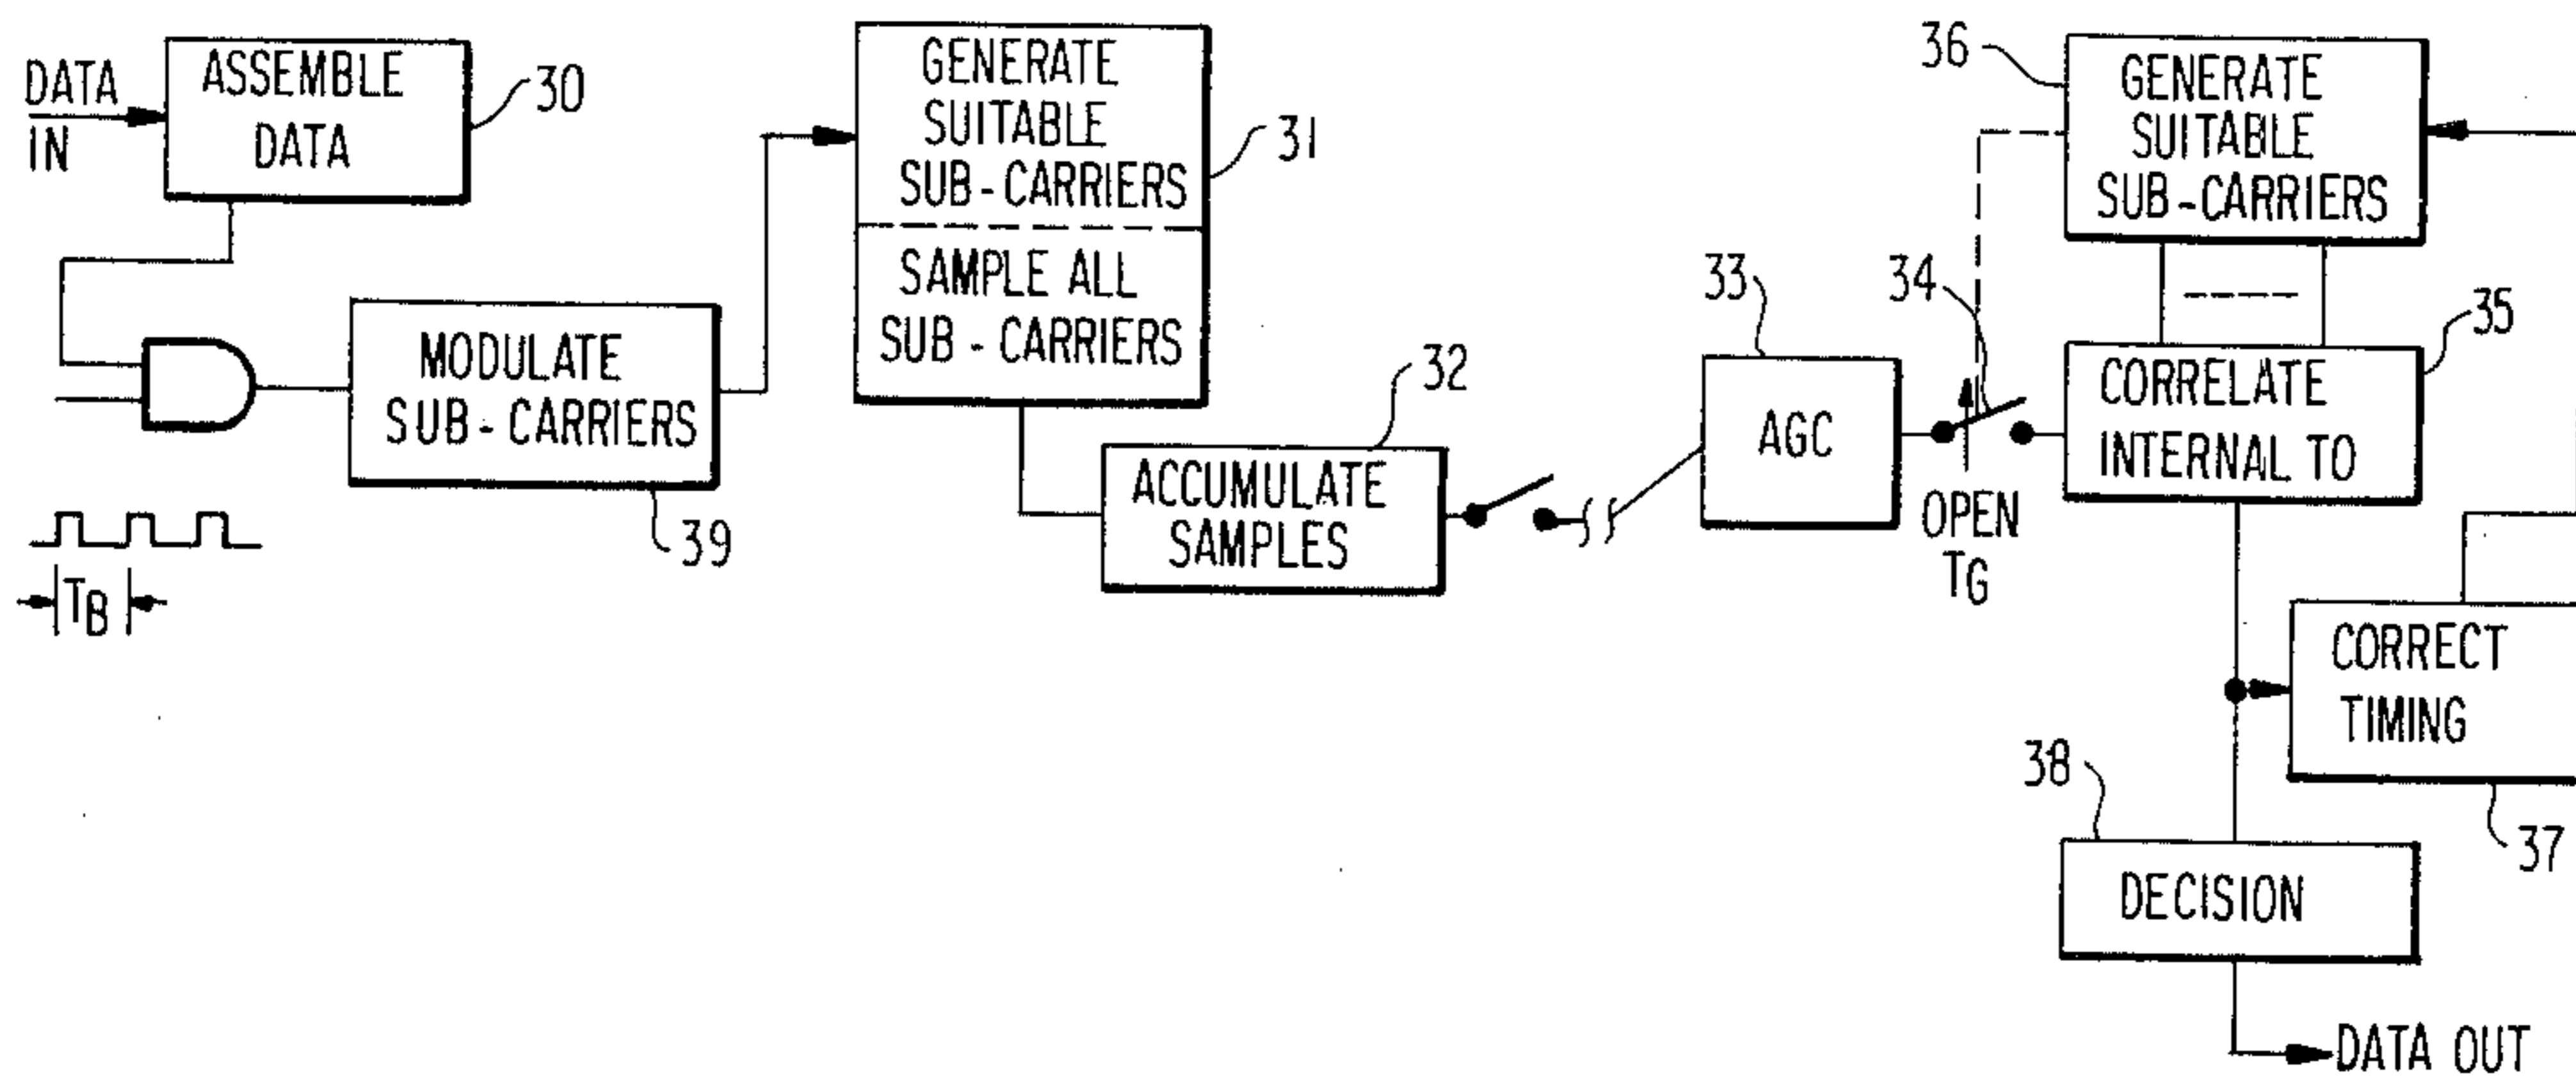 DATA
IN
ASSEMBLE
DATA
30
MODULATE
SUB-CARRIERS
39
TB
GENERATE
SUITABLE
SUB-CARRIERS
31
SAMPLE ALL
SUB-CARRIERS
ACCUMULATE
SAMPLES
32
AGC
33
34
OPEN
TG
36
GENERATE
SUITABLE
SUB-CARRIERS
CORRELATE
INTERNAL TO
35
CORRECT
TIMING
37
38
DECISION
DATA OUT